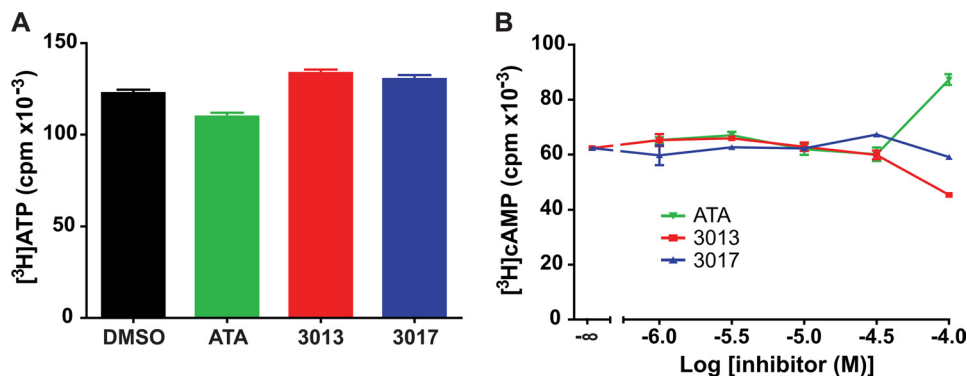 A
[³H]ATP (cpm x10⁻³)
150
100
50
0
DMSO ATA 3013 3017
B
[³H]cAMP (cpm x10⁻³)
100
80
60
40
20
0
ATA
3013
3017
-∞ -6.0 -5.5 -5.0 -4.5 -4.0
Log [inhibitor (M)]